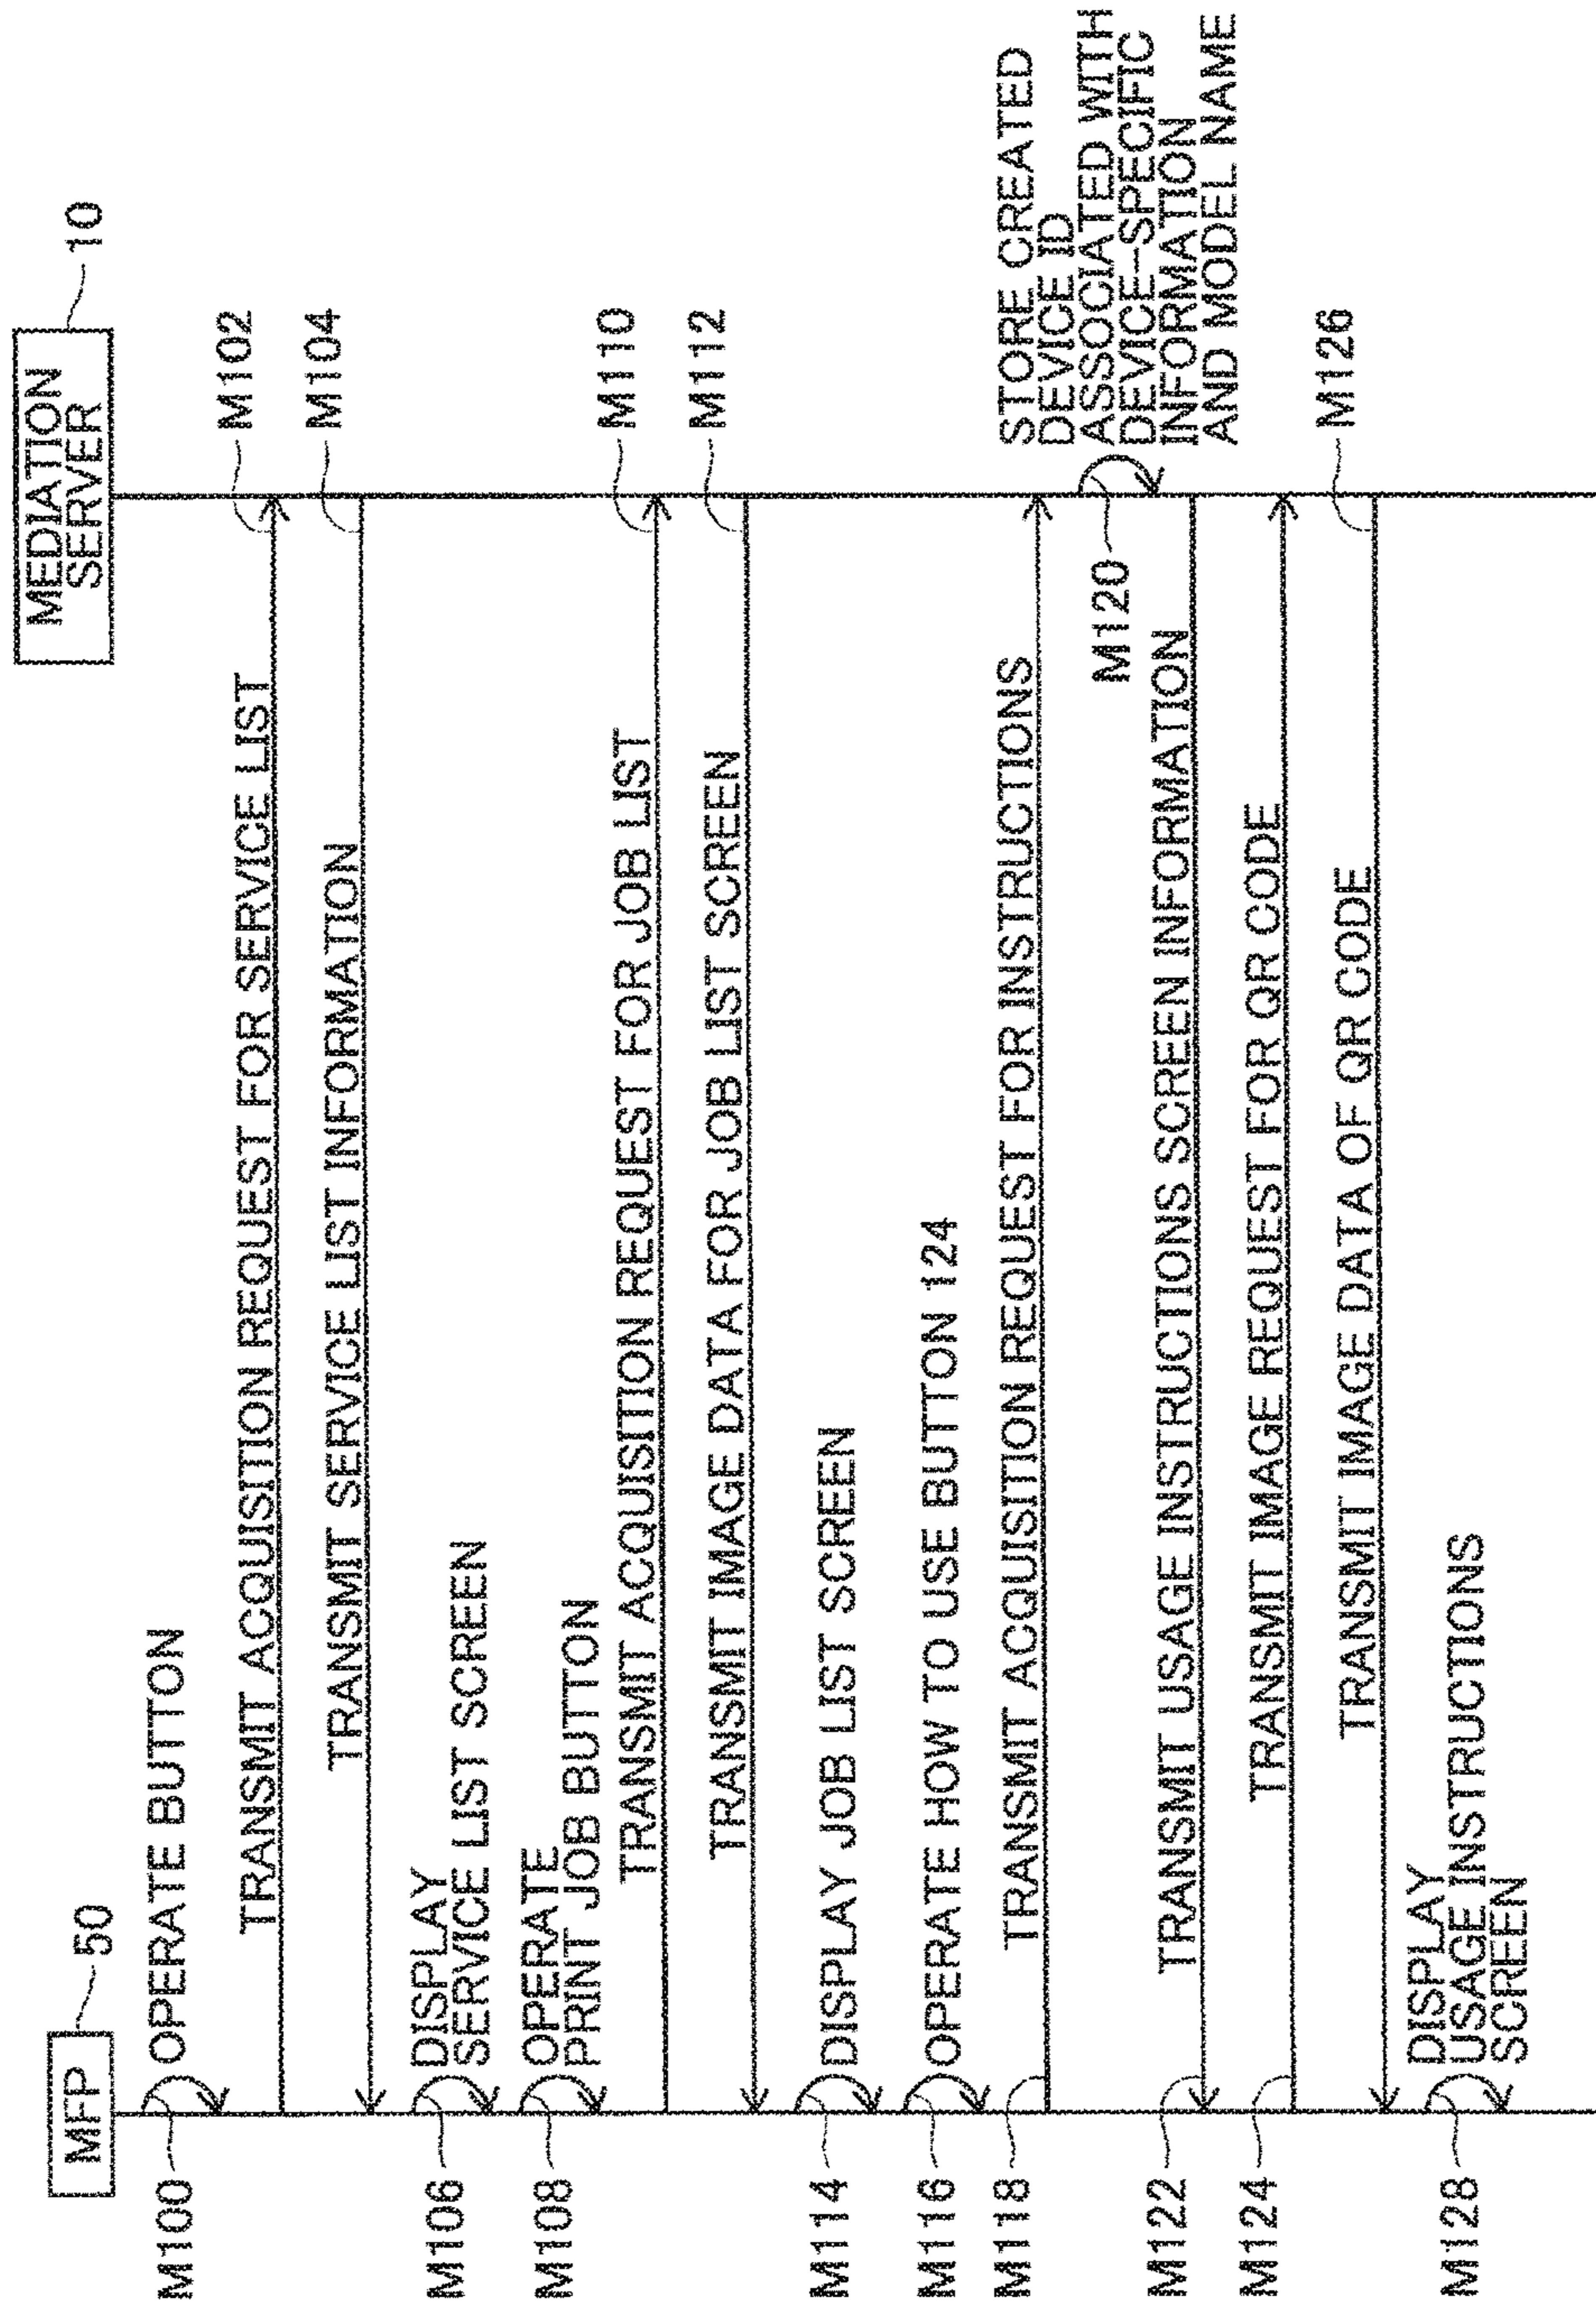 MFP
50
MEDIATION
SERVER
10
M100
OPERATE BUTTON
TRANSMIT ACQUISITION REQUEST FOR SERVICE LIST
M102
TRANSMIT SERVICE LIST INFORMATION
M104
M106
DISPLAY
SERVICE LIST SCREEN
M108
OPERATE
PRINT JOB BUTTON
TRANSMIT ACQUISITION REQUEST FOR JOB LIST
M110
TRANSMIT IMAGE DATA FOR JOB LIST SCREEN
M112
M114
DISPLAY JOB LIST SCREEN
M116
OPERATE HOW TO USE BUTTON 124
M118
TRANSMIT ACQUISITION REQUEST FOR INSTRUCTIONS
M120
STORE CREATED
DEVICE ID
ASSOCIATED WITH
DEVICE-SPECIFIC
INFORMATION
AND MODEL NAME
M122
TRANSMIT USAGE INSTRUCTIONS SCREEN INFORMATION
M124
TRANSMIT IMAGE REQUEST FOR QR CODE
TRANSMIT IMAGE DATA OF QR CODE
M126
M128
DISPLAY
USAGE INSTRUCTIONS
SCREEN